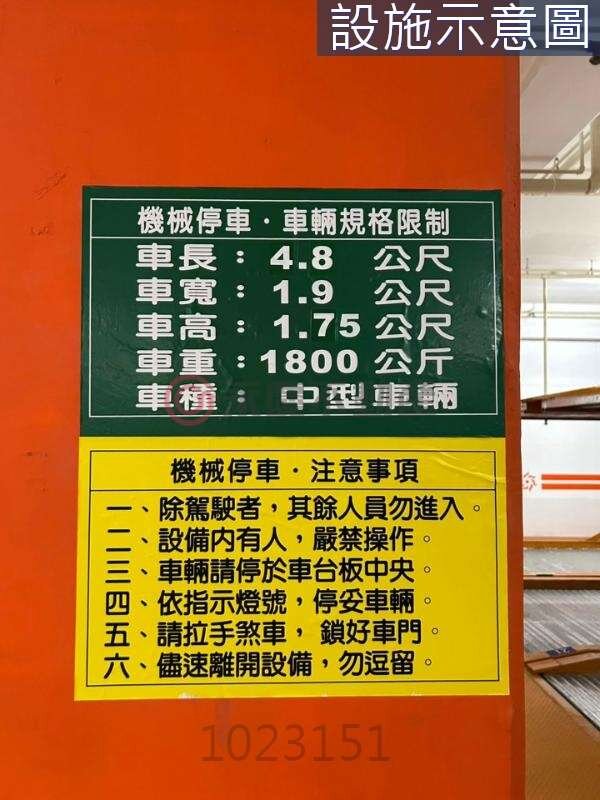 設施示意圖
機械停車·車輛規格限制
車長：4.8 公尺
車寬：1.9 公尺
車高：1.75 公尺
車重：1800 公斤
車種：中型車輛
機械停車·注意事項
一、除駕駛者，其餘人員勿進入。
二、設備內有人，嚴禁操作。
三、車輛請停於車台板中央。
四、依指示燈號，停妥車輛。
五、請拉手煞車，鎖好車門。
六、儘速離開設備，勿逗留。
1023151